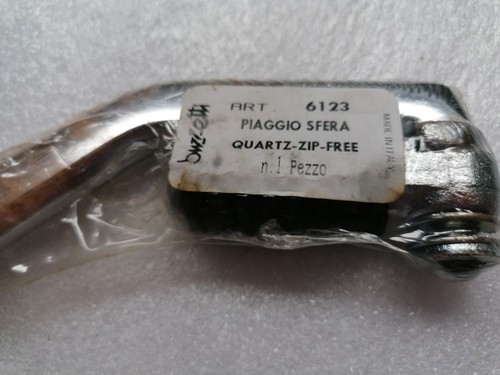 buzzetti
ART. 6123
PIAGGIO SFERA
QUARTZ-ZIP-FREE
n.1 Pezzo
MADE IN ITALY